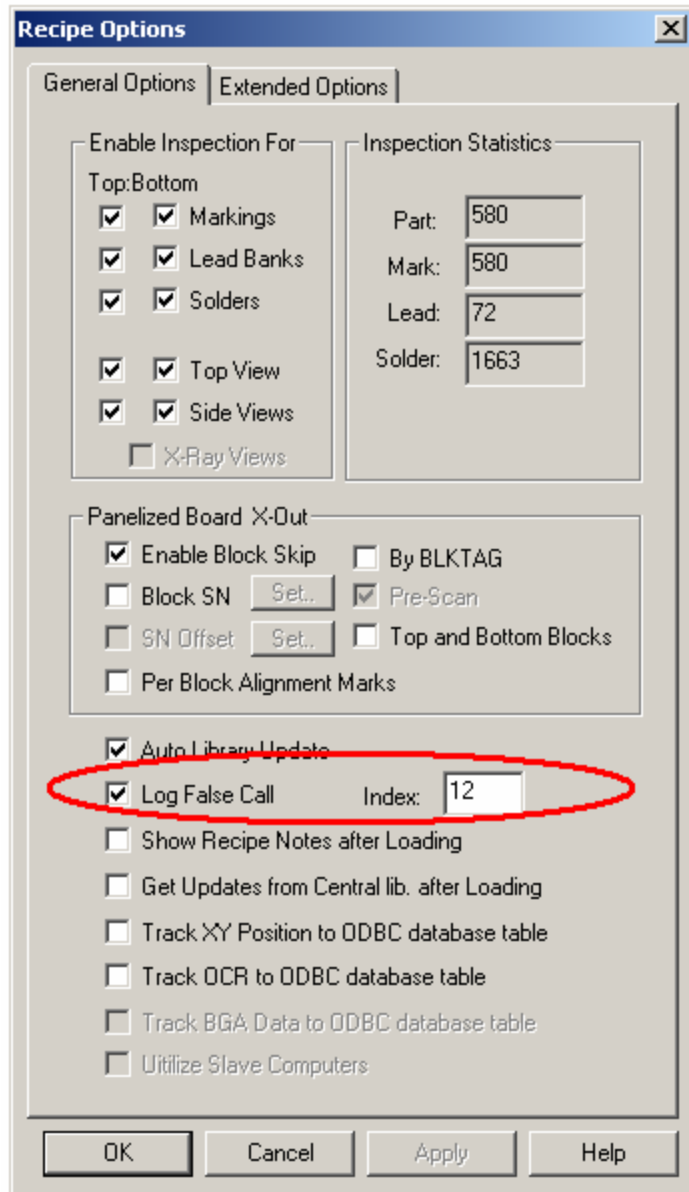 Recipe Options
General Options Extended Options
Enable Inspection For
Top:Bottom
Markings
Lead Banks
Solders
Top View
Side Views
X-Ray Views
Inspection Statistics
Part: 580
Mark: 580
Lead: 72
Solder: 1663
Panelized Board X-Out
Enable Block Skip By BLKTAG
Block SN Set.. Pre-Scan
SN Offset Set.. Top and Bottom Blocks
Per Block Alignment Marks
Auto Library Update
Log False Call Index: 12
Show Recipe Notes after Loading
Get Updates from Central lib. after Loading
Track XY Position to ODBC database table
Track OCR to ODBC database table
Track BGA Data to ODBC database table
Uitilize Slave Computers
OK Cancel Apply Help